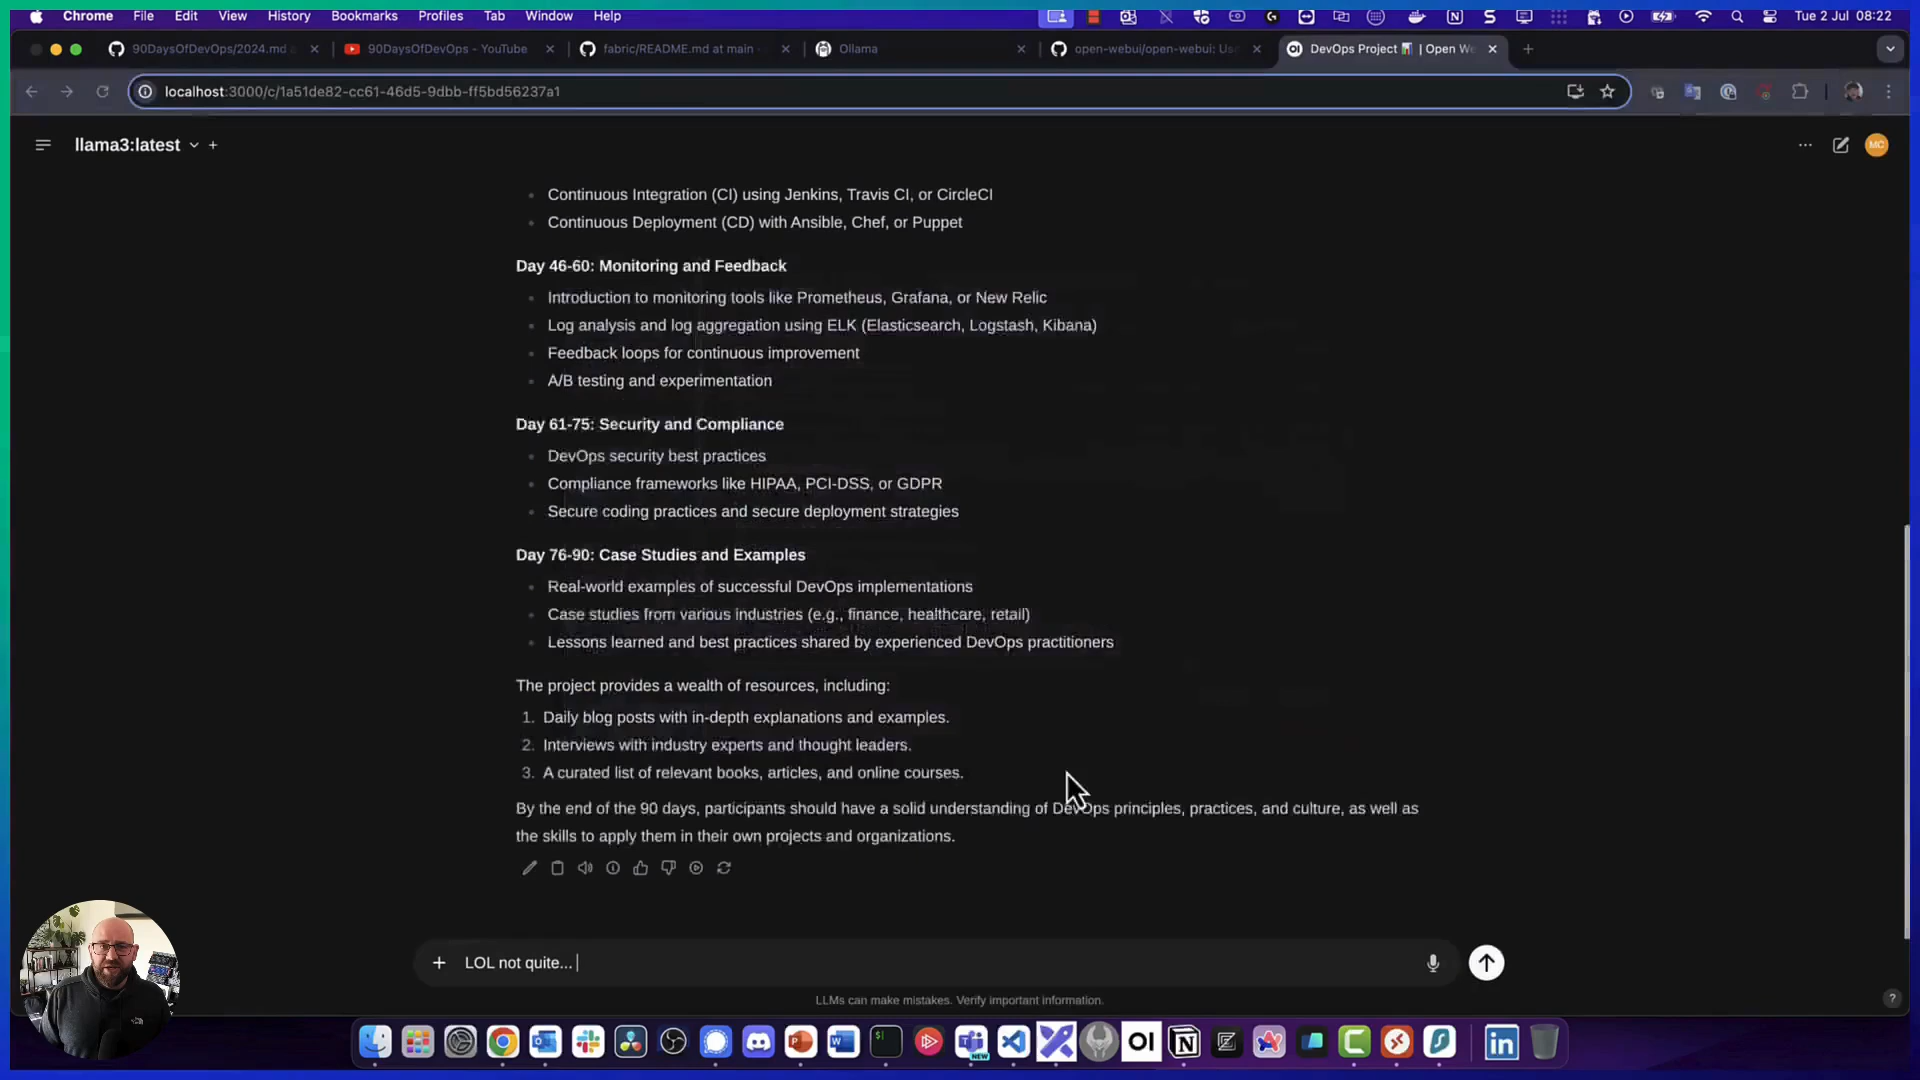 Chrome File Edit View History Bookmarks Profiles Tab Window Help Tue 2 Jul 08:22
90DaysOfDevOps/2024.md 90DaysOfDevOps - YouTube fabric/README.md at main Ollama open-webui/open-webui: Use DevOps Project | Open We
localhost:3000/c/1a51de82-cc61-46d5-9dbb-ff5bd56237a1
llama3:latest
MC
Continuous Integration (CI) using Jenkins, Travis CI, or CircleCI
Continuous Deployment (CD) with Ansible, Chef, or Puppet
Day 46-60: Monitoring and Feedback
Introduction to monitoring tools like Prometheus, Grafana, or New Relic
Log analysis and log aggregation using ELK (Elasticsearch, Logstash, Kibana)
Feedback loops for continuous improvement
A/B testing and experimentation
Day 61-75: Security and Compliance
DevOps security best practices
Compliance frameworks like HIPAA, PCI-DSS, or GDPR
Secure coding practices and secure deployment strategies
Day 76-90: Case Studies and Examples
Real-world examples of successful DevOps implementations
Case studies from various industries (e.g., finance, healthcare, retail)
Lessons learned and best practices shared by experienced DevOps practitioners
The project provides a wealth of resources, including:
1. Daily blog posts with in-depth explanations and examples.
2. Interviews with industry experts and thought leaders.
3. A curated list of relevant books, articles, and online courses.
By the end of the 90 days, participants should have a solid understanding of DevOps principles, practices, and culture, as well as
the skills to apply them in their own projects and organizations.
LOL not quite...
LLMs can make mistakes. Verify important information.
?
OI
NEW